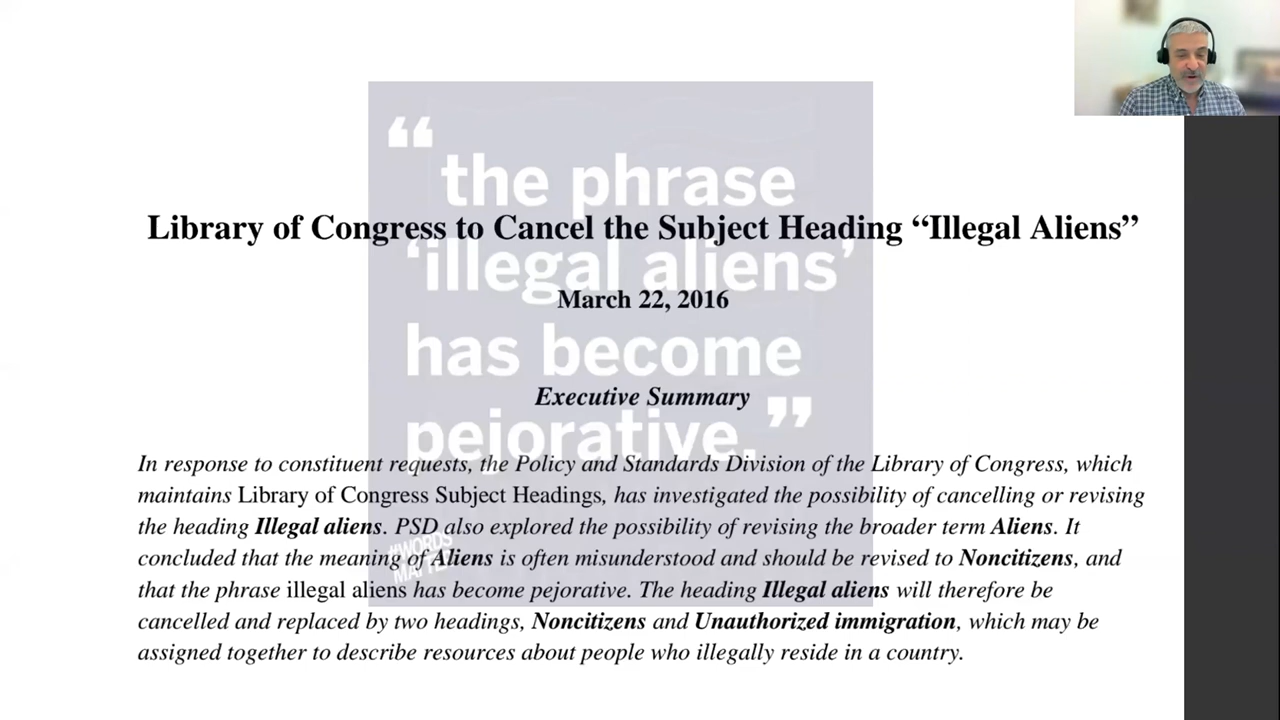 “the phrase
Library of Congress to Cancel the Subject Heading “Illegal Aliens”
‘illegal aliens’
March 22, 2016
has become
Executive Summary
pejorative.”
In response to constituent requests, the Policy and Standards Division of the Library of Congress, which
maintains Library of Congress Subject Headings, has investigated the possibility of cancelling or revising
the heading Illegal aliens. PSD also explored the possibility of revising the broader term Aliens. It
#WORDS
concluded that the meaning of Aliens is often misunderstood and should be revised to Noncitizens, and
MATTER
that the phrase illegal aliens has become pejorative. The heading Illegal aliens will therefore be
cancelled and replaced by two headings, Noncitizens and Unauthorized immigration, which may be
assigned together to describe resources about people who illegally reside in a country.